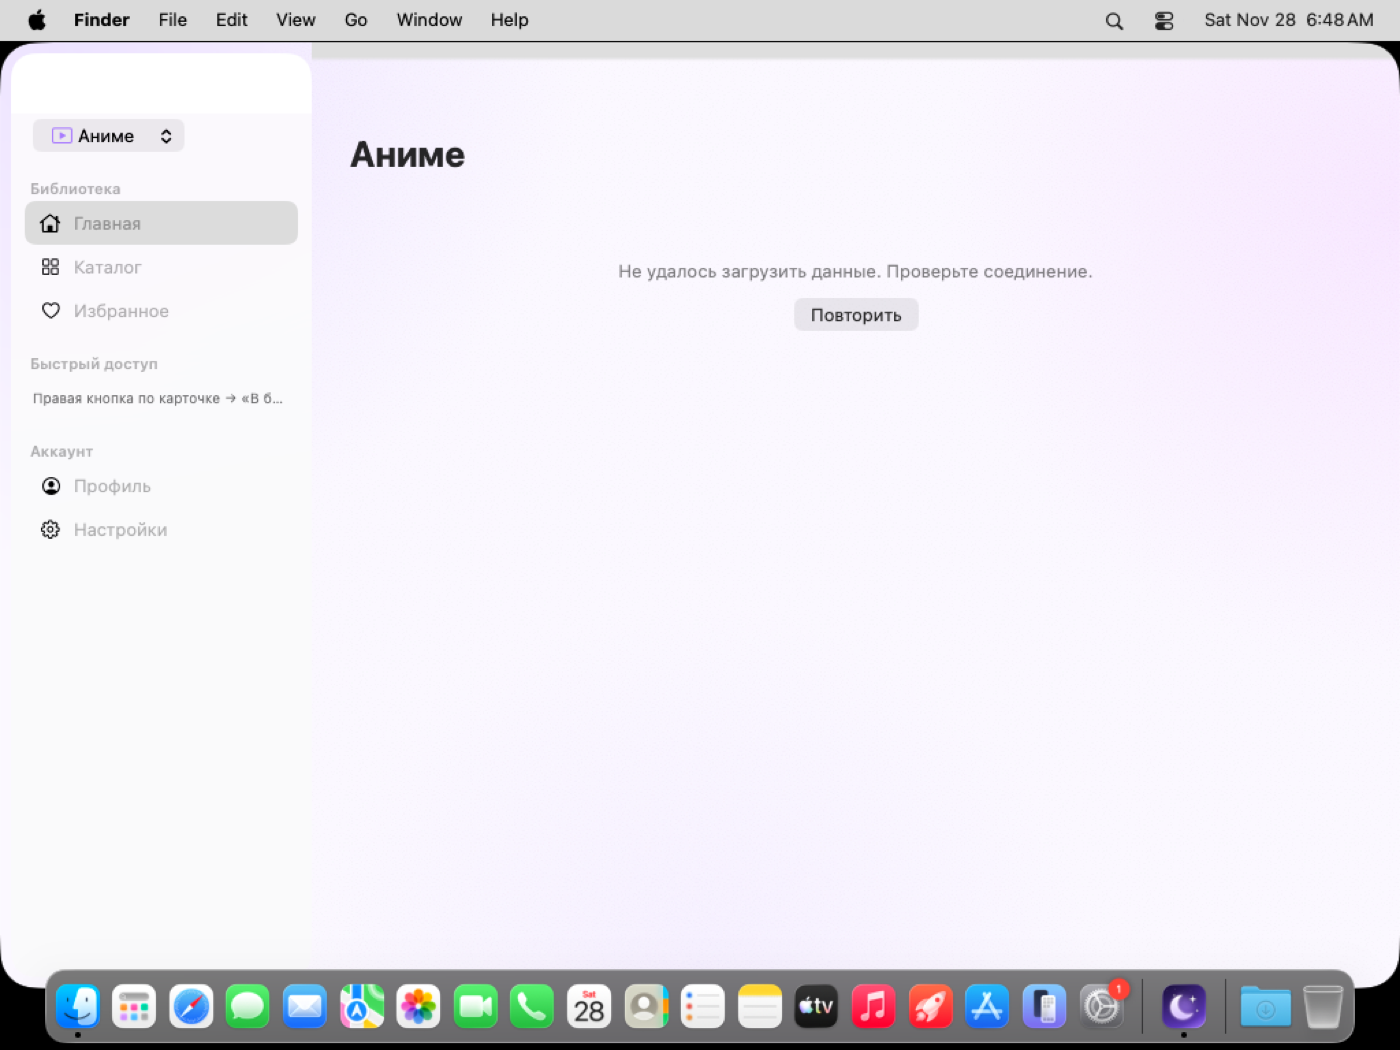 Finder File Edit View Go Window Help Sat Nov 28 6:48 AM
Аниме
Библиотека
Главная
Каталог
Избранное
Быстрый доступ
Правая кнопка по карточке → «В б...
Аккаунт
Профиль
Настройки
Аниме
Не удалось загрузить данные. Проверьте соединение.
Повторить
Sat
28
tv
1